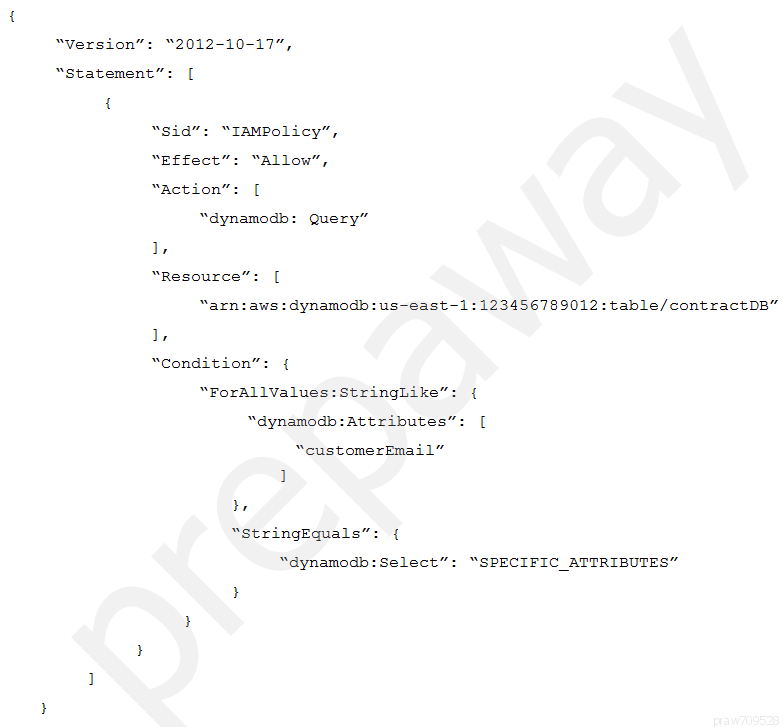 {
“Version”: “2012-10-17”,
“Statement”: [
{
“Sid”: “IAMPolicy”,
“Effect”: “Allow”,
“Action”: [
“dynamodb: Query”
],
“Resource”: [
“arn:aws:dynamodb:us-east-1:123456789012:table/contractDB”
],
“Condition”: {
“ForAllValues:StringLike”: {
“dynamodb:Attributes”: [
“customerEmail”
]
},
“StringEquals”: {
“dynamodb:Select”: “SPECIFIC_ATTRIBUTES”
}
}
}
]
}
prepaway
praw709528